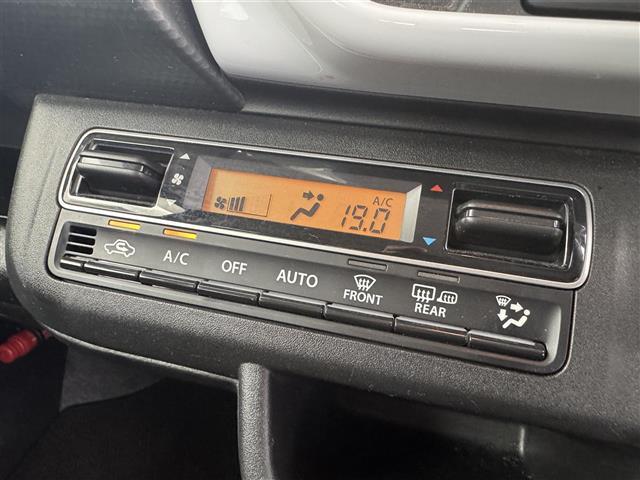 A/C
19.0
A/C
OFF
AUTO
FRONT
REAR